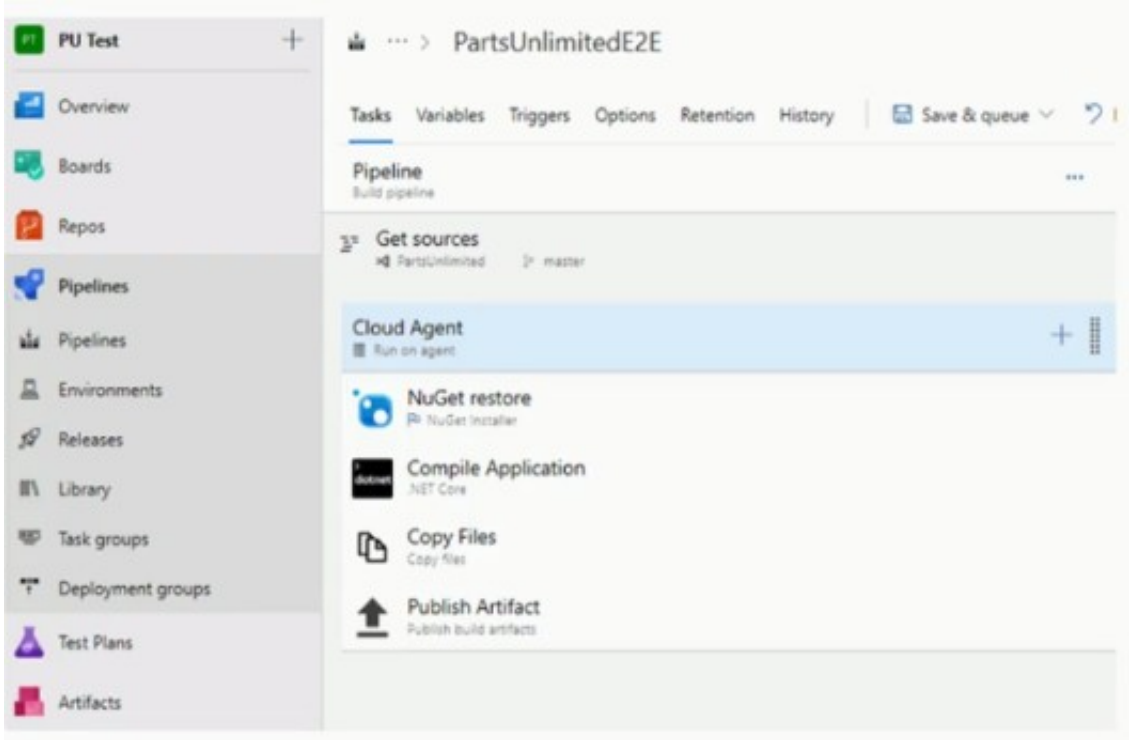 PT PU Test +
Overview
Boards
Repos
Pipelines
Pipelines
Environments
Releases
Library
Task groups
Deployment groups
Test Plans
Artifacts
··· > PartsUnlimitedE2E
Tasks Variables Triggers Options Retention History Save & queue
Pipeline
Build pipeline
···
Get sources
PartsUnlimited master
Cloud Agent
Run on agent
+
NuGet restore
NuGet Installer
dotnet
Compile Application
.NET Core
Copy Files
Copy files
Publish Artifact
Publish build artifacts